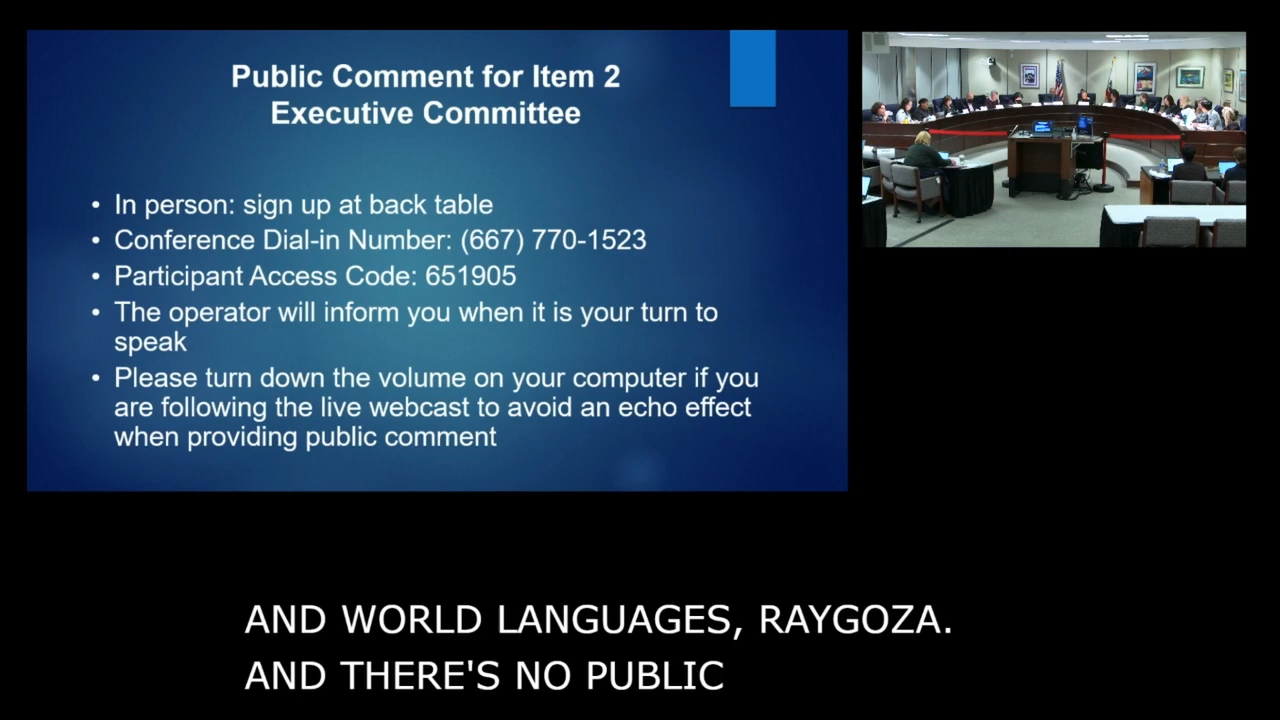 Public Comment for Item 2
Executive Committee
• In person: sign up at back table
• Conference Dial-in Number: (667) 770-1523
• Participant Access Code: 651905
• The operator will inform you when it is your turn to
speak
• Please turn down the volume on your computer if you
are following the live webcast to avoid an echo effect
when providing public comment
AND WORLD LANGUAGES, RAYGOZA.
AND THERE'S NO PUBLIC